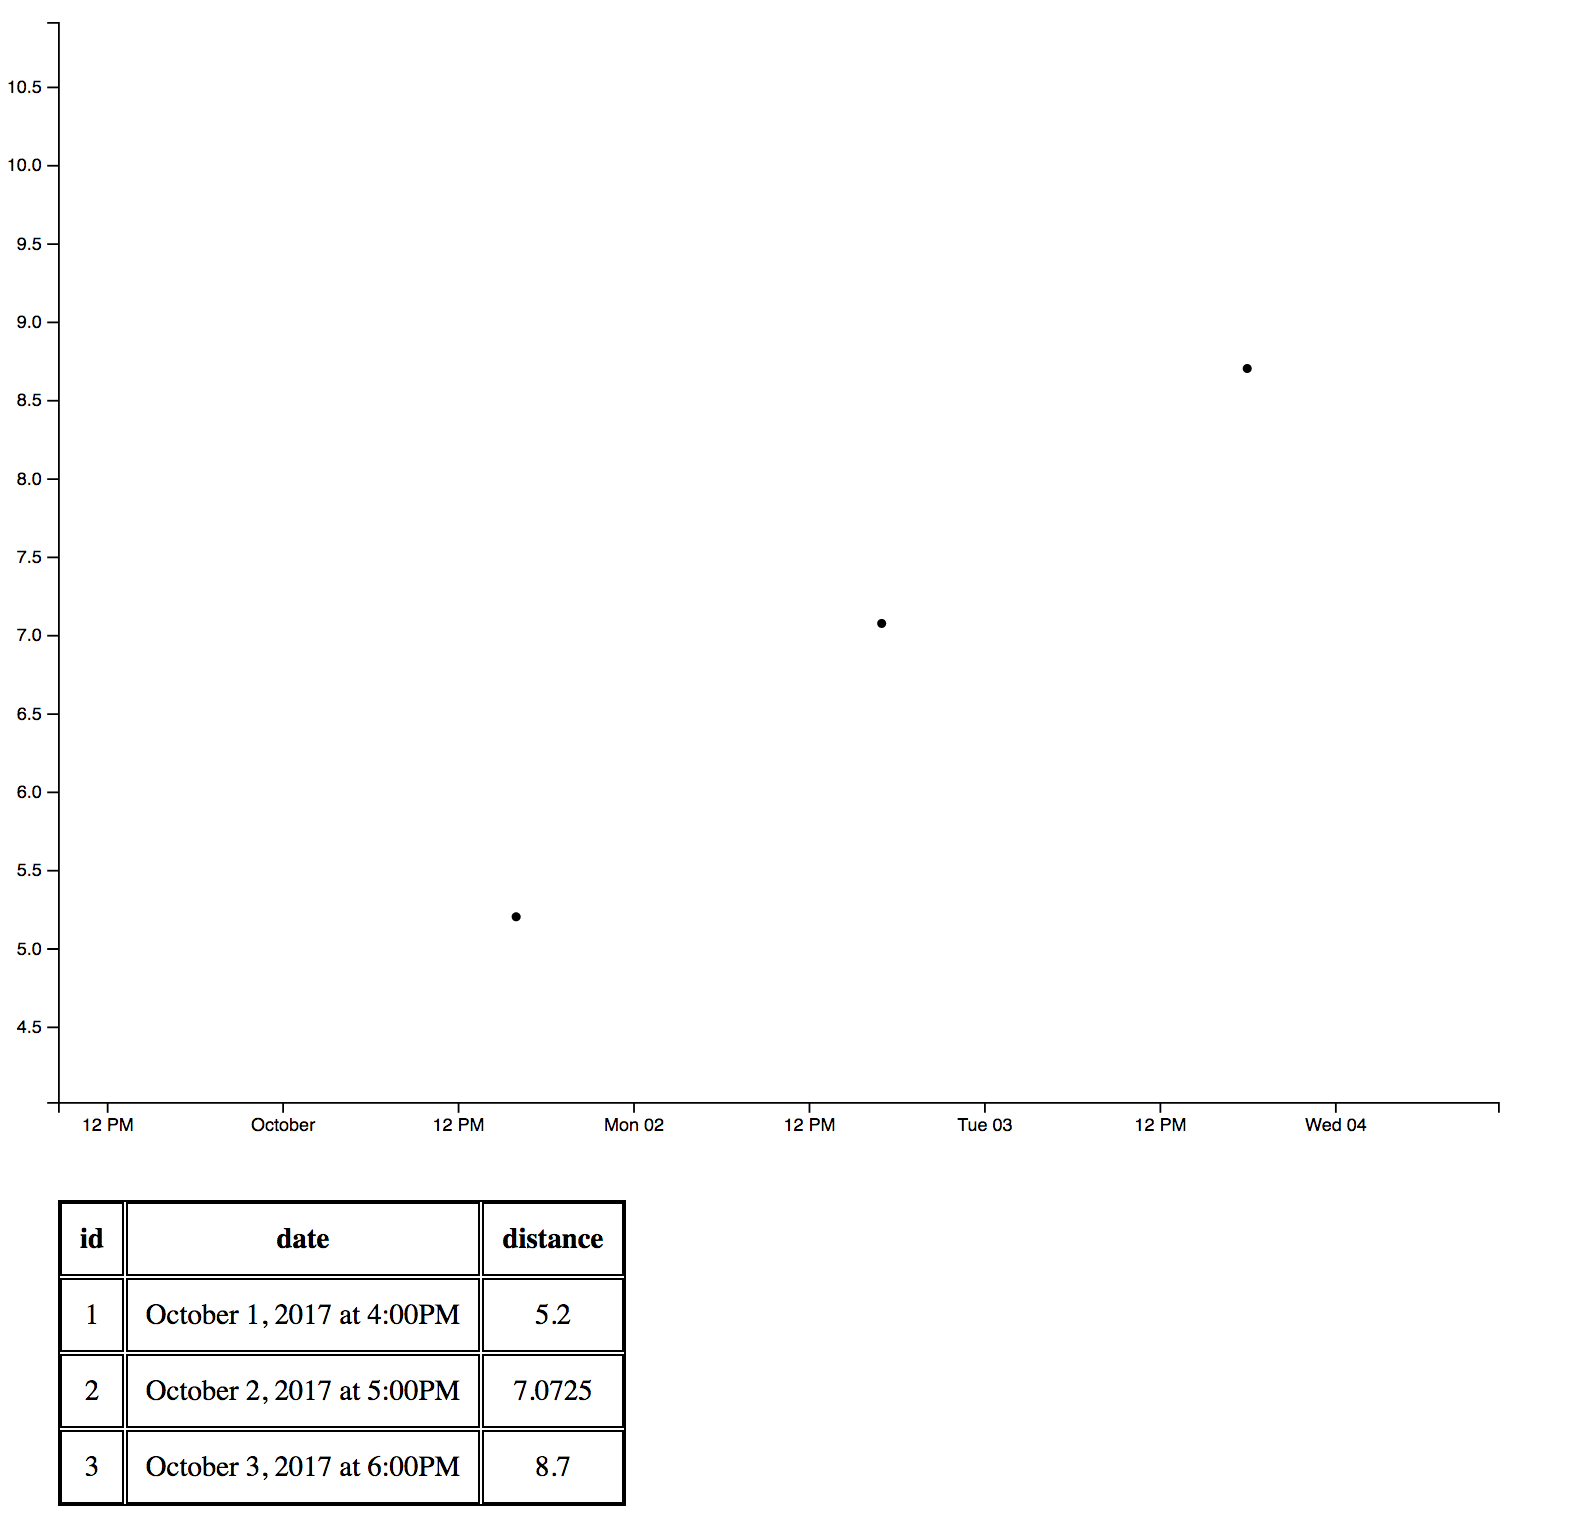 10.5
10.0
9.5
9.0
8.5
8.0
7.5
7.0
6.5
6.0
5.5
5.0
4.5
12 PM October 12 PM Mon 02 12 PM Tue 03 12 PM Wed 04
id date distance
1 October 1, 2017 at 4:00PM 5.2
2 October 2, 2017 at 5:00PM 7.0725
3 October 3, 2017 at 6:00PM 8.7